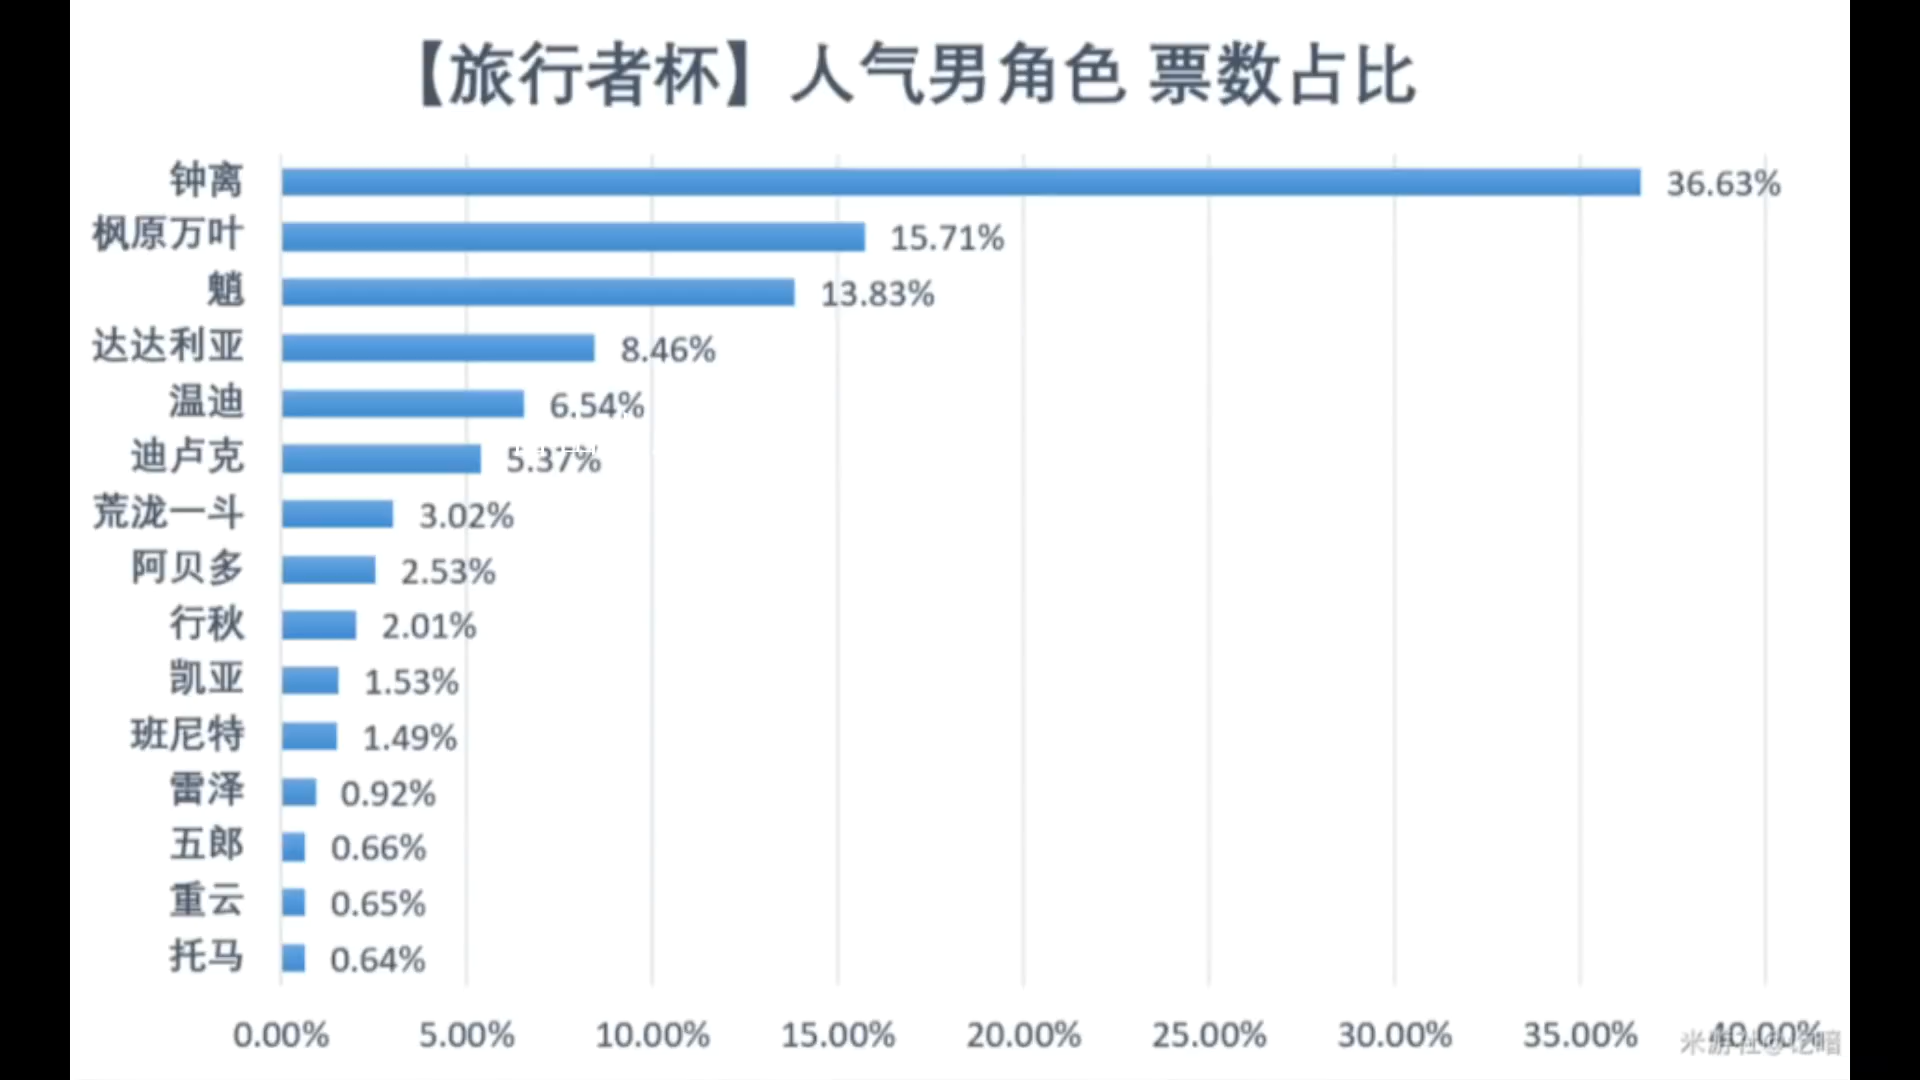 【旅行者杯】人气男角色 票数占比
钟离 36.63%
枫原万叶 15.71%
魈 13.83%
达达利亚 8.46%
温迪 6.54%
迪卢克 5.37%
荒泷一斗 3.02%
阿贝多 2.53%
行秋 2.01%
凯亚 1.53%
班尼特 1.49%
雷泽 0.92%
五郎 0.66%
重云 0.65%
托马 0.64%
0.00% 5.00% 10.00% 15.00% 20.00% 25.00% 30.00% 35.00% 40.00%